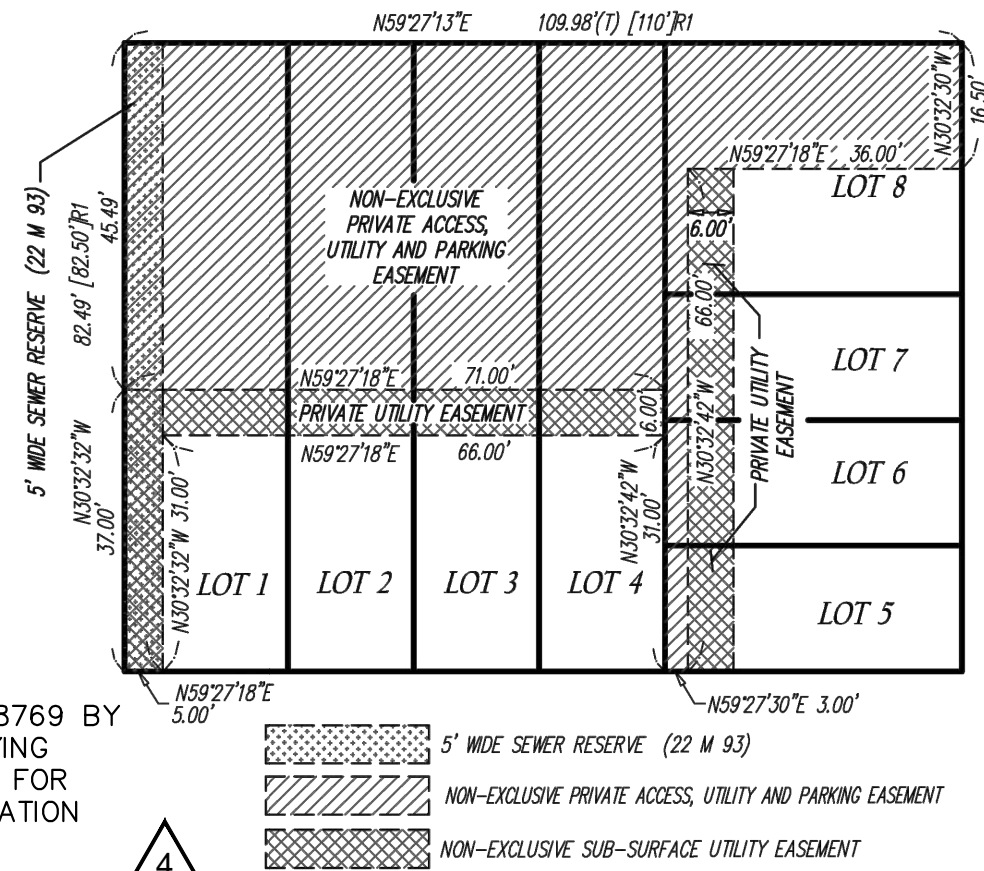 N59°27'13"E 109.98'(T) [110']R1
N30°32'30"W
16.50'
N59°27'18"E 36.00'
LOT 8
5' WIDE SEWER RESERVE (22 M 93)
82.49' [82.50']R1
45.49'
NON-EXCLUSIVE
PRIVATE ACCESS,
UTILITY AND PARKING
EASEMENT
6.00'
66.00'
N30°32'42"W
PRIVATE UTILITY
EASEMENT
LOT 7
N59°27'18"E 71.00'
PRIVATE UTILITY EASEMENT
6.00'
N59°27'18"E 66.00'
LOT 6
N30°32'32"W
37.00'
N30°32'32"W 31.00'
N30°32'42"W
31.00'
LOT 1
LOT 2
LOT 3
LOT 4
LOT 5
N59°27'18"E
5.00'
N59°27'30"E 3.00'
8769 BY
YING
FOR
ATION
4
5' WIDE SEWER RESERVE (22 M 93)
NON-EXCLUSIVE PRIVATE ACCESS, UTILITY AND PARKING EASEMENT
NON-EXCLUSIVE SUB-SURFACE UTILITY EASEMENT